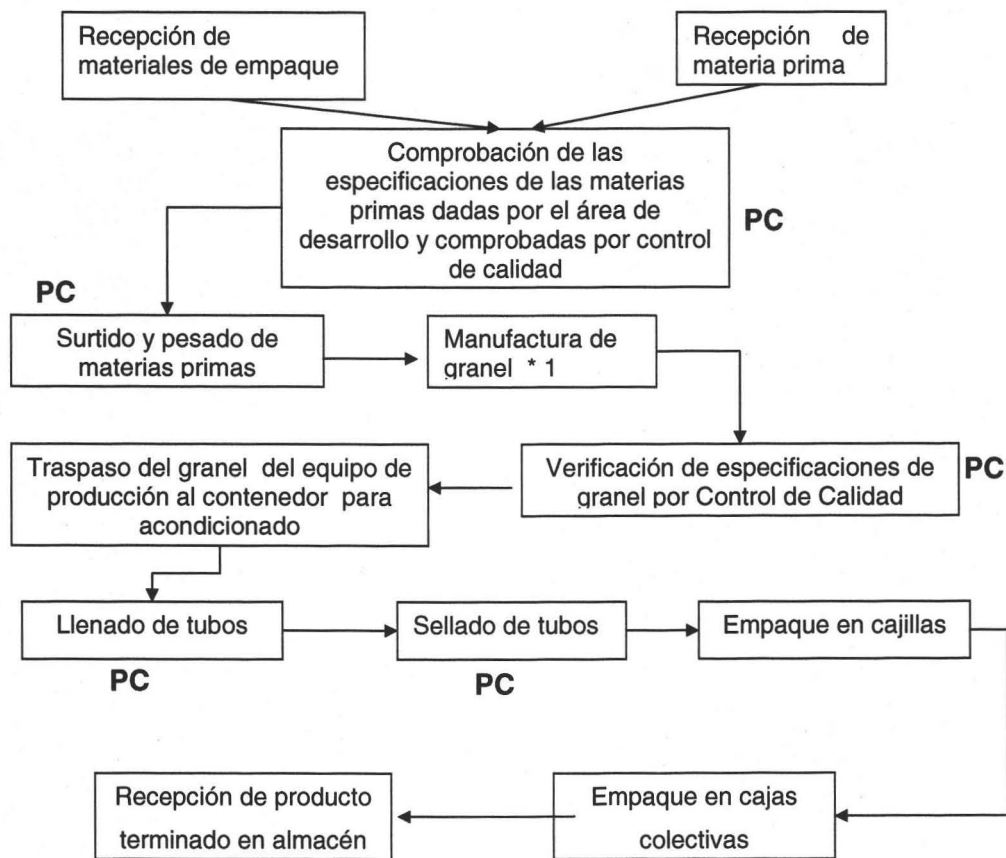 Recepción de
materiales de empaque
Recepción de
materia prima
Comprobación de las
especificaciones de las materias
primas dadas por el área de
desarrollo y comprobadas por control
de calidad
PC
PC
Surtido y pesado de
materias primas
Manufactura de
granel * 1
Traspaso del granel del equipo de
producción al contenedor para
acondicionado
Verificación de especificaciones de
granel por Control de Calidad
PC
Llenado de tubos
Sellado de tubos
Empaque en cajillas
PC
PC
Recepción de producto
terminado en almacén
Empaque en cajas
colectivas